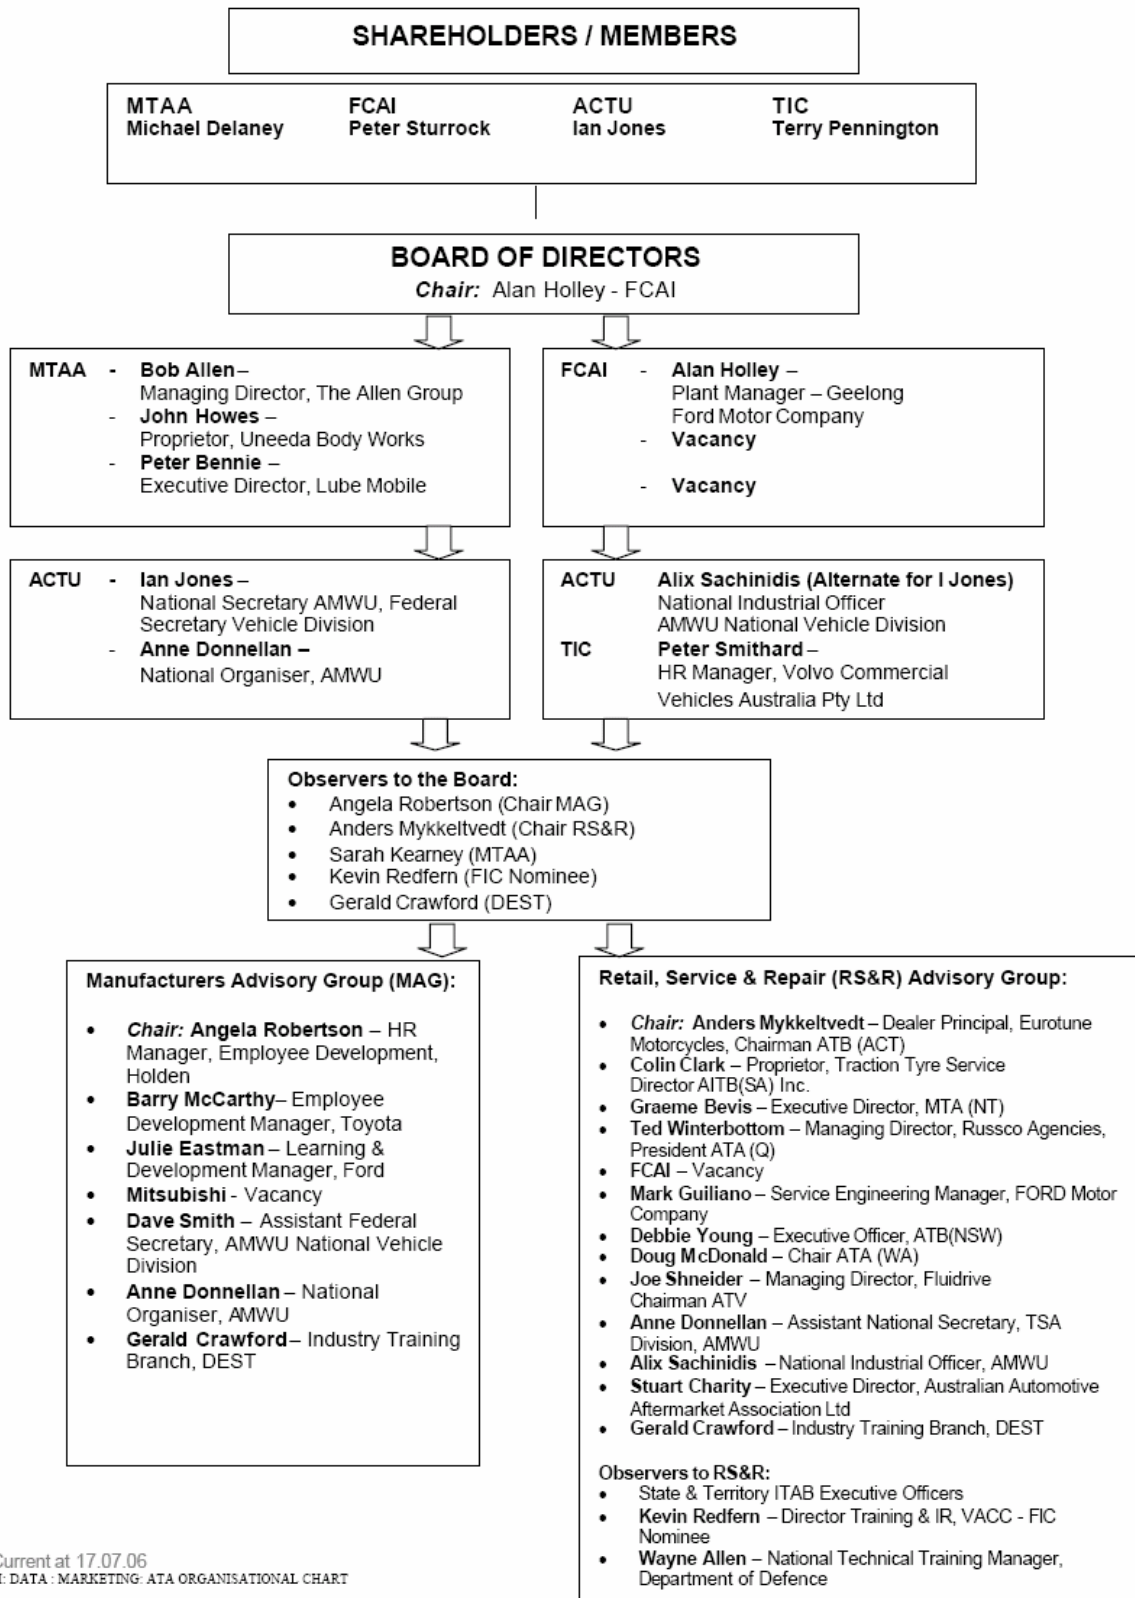 SHAREHOLDERS / MEMBERS
MTAA FCAI ACTU TIC
Michael Delaney Peter Sturrock Ian Jones Terry Pennington
BOARD OF DIRECTORS
Chair: Alan Holley - FCAI
MTAA - Bob Allen –
Managing Director, The Allen Group
- John Howes –
Proprietor, Uneeda Body Works
- Peter Bennie –
Executive Director, Lube Mobile
FCAI - Alan Holley –
Plant Manager – Geelong
Ford Motor Company
- Vacancy
- Vacancy
ACTU - Ian Jones –
National Secretary AMWU, Federal
Secretary Vehicle Division
- Anne Donnellan –
National Organiser, AMWU
ACTU Alix Sachinidis (Alternate for I Jones)
National Industrial Officer
AMWU National Vehicle Division
TIC Peter Smithard –
HR Manager, Volvo Commercial
Vehicles Australia Pty Ltd
Observers to the Board:
• Angela Robertson (Chair MAG)
• Anders Mykkeltvedt (Chair RS&R)
• Sarah Kearney (MTAA)
• Kevin Redfern (FIC Nominee)
• Gerald Crawford (DEST)
Manufacturers Advisory Group (MAG):
• Chair: Angela Robertson – HR
Manager, Employee Development,
Holden
• Barry McCarthy– Employee
Development Manager, Toyota
• Julie Eastman – Learning &
Development Manager, Ford
• Mitsubishi - Vacancy
• Dave Smith – Assistant Federal
Secretary, AMWU National Vehicle
Division
• Anne Donnellan – National
Organiser, AMWU
• Gerald Crawford– Industry Training
Branch, DEST
Retail, Service & Repair (RS&R) Advisory Group:
• Chair: Anders Mykkeltvedt – Dealer Principal, Eurotune
Motorcycles, Chairman ATB (ACT)
• Colin Clark – Proprietor, Traction Tyre Service
Director AITB(SA) Inc.
• Graeme Bevis – Executive Director, MTA (NT)
• Ted Winterbottom – Managing Director, Russco Agencies,
President ATA (Q)
• FCAI – Vacancy
• Mark Guiliano – Service Engineering Manager, FORD Motor
Company
• Debbie Young – Executive Officer, ATB(NSW)
• Doug McDonald – Chair ATA (WA)
• Joe Shneider – Managing Director, Fluidrive
Chairman ATV
• Anne Donnellan – Assistant National Secretary, TSA
Division, AMWU
• Alix Sachinidis – National Industrial Officer, AMWU
• Stuart Charity – Executive Director, Australian Automotive
Aftermarket Association Ltd
• Gerald Crawford – Industry Training Branch, DEST
Observers to RS&R:
• State & Territory ITAB Executive Officers
• Kevin Redfern – Director Training & IR, VACC - FIC
Nominee
• Wayne Allen – National Technical Training Manager,
Department of Defence
Current at 17.07.06
: DATA : MARKETING: ATA ORGANISATIONAL CHART